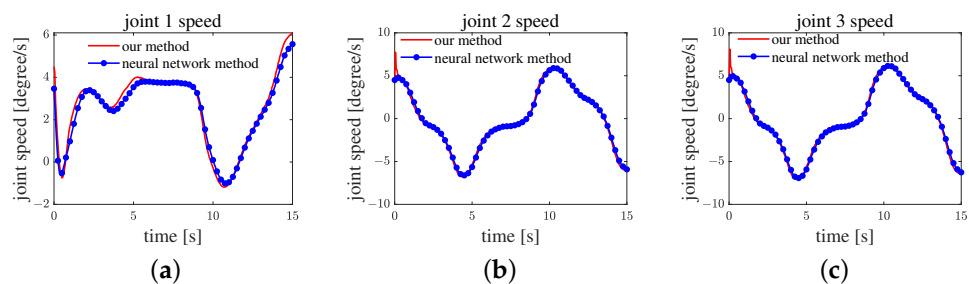 joint 1 speed
joint speed [degree/s]
6
4
2
0
−2
our method
neural network method
0 5 10 15
time [s]
(a)
joint 2 speed
joint speed [degree/s]
10
5
0
−5
−10
our method
neural network method
0 5 10 15
time [s]
(b)
joint 3 speed
joint speed [degree/s]
10
5
0
−5
−10
our method
neural network method
0 5 10 15
time [s]
(c)